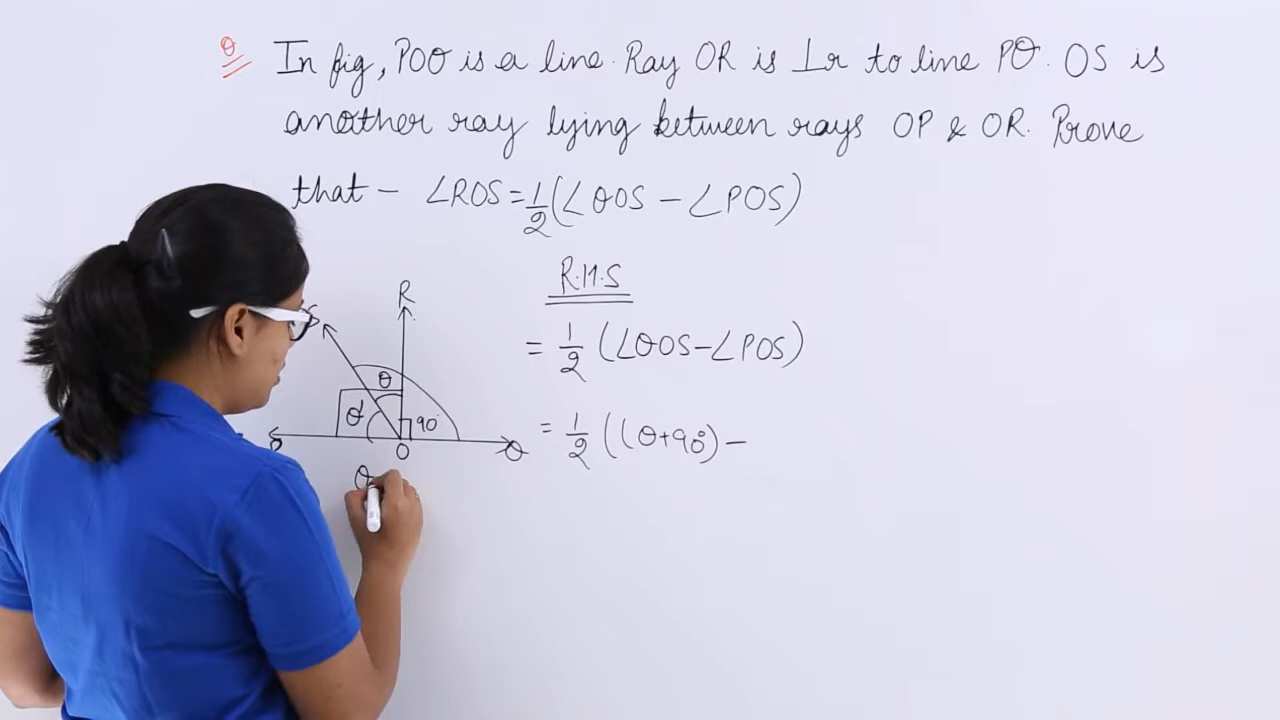 Q In fig, POQ is a line. Ray OR is ⊥r to line PQ. OS is
another ray lying between rays OP & OR. Prove
that – ∠ROS = 1/2 (∠QOS – ∠POS)
R.H.S
= 1/2 (∠QOS – ∠POS)
= 1/2 ((θ+90°) –
R
S
θ
θ'
90°
P
O
Q
θ